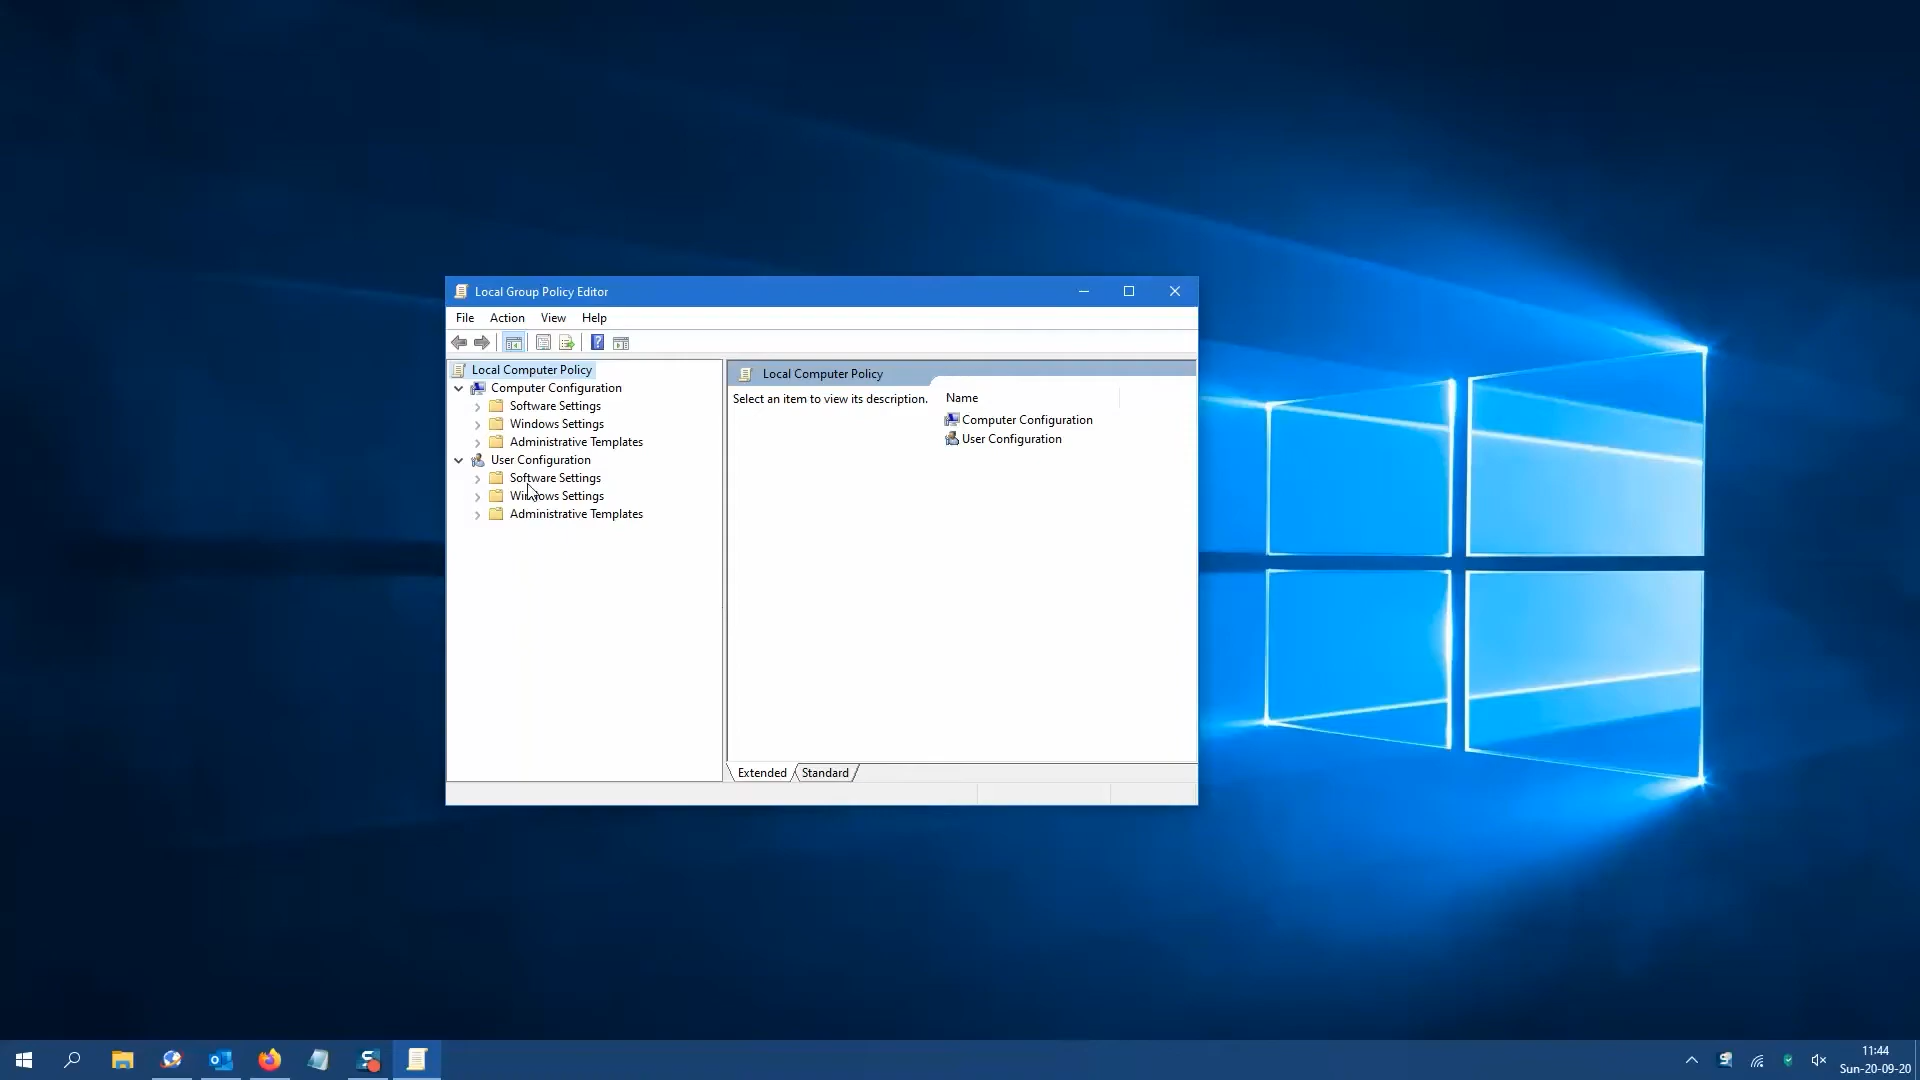 Local Group Policy Editor
File Action View Help
Local Computer Policy
Computer Configuration
Software Settings
Windows Settings
Administrative Templates
User Configuration
Software Settings
Windows Settings
Administrative Templates
Local Computer Policy
Select an item to view its description.
Name
Computer Configuration
User Configuration
Extended Standard
11:44
Sun-20-09-20